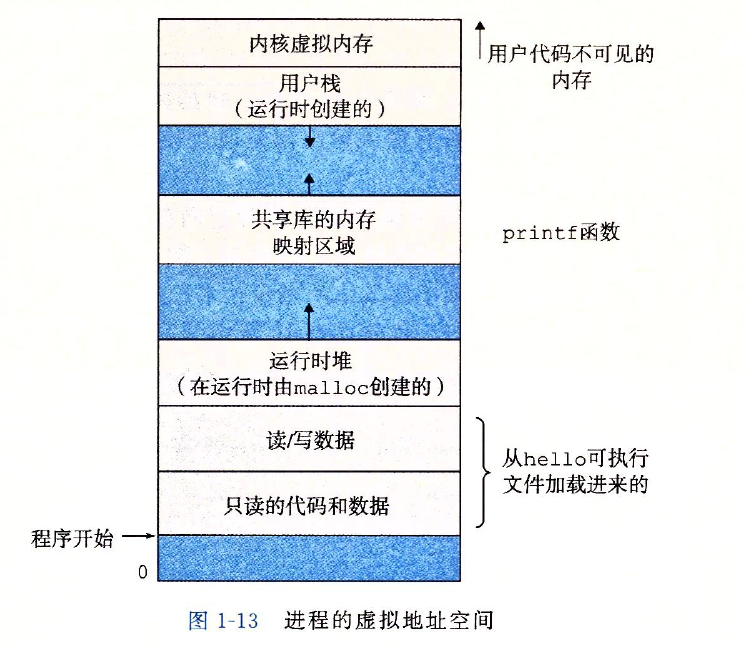 内核虚拟内存
用户代码不可见的
内存
用户栈
(运行时创建的)
共享库的内存
映射区域
printf函数
运行时堆
(在运行时由malloc创建的)
读/写数据
从hello可执行
文件加载进来的
只读的代码和数据
程序开始
0
图 1-13 进程的虚拟地址空间